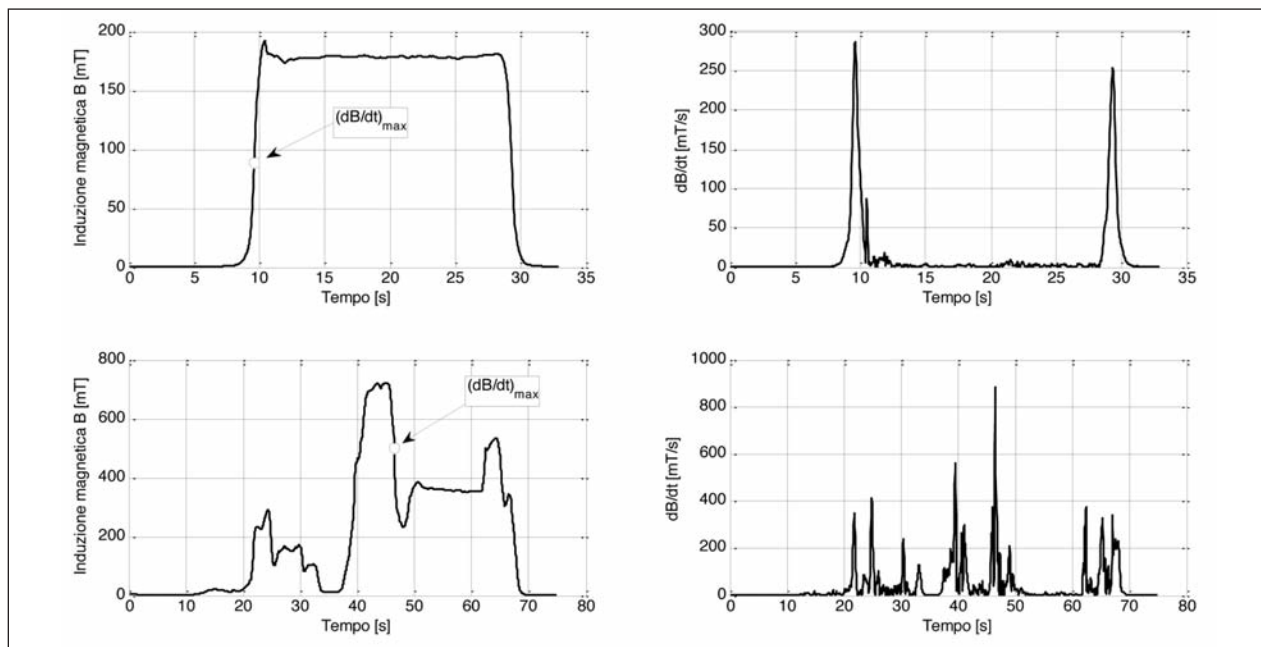 Induzione magnetica B [mT]
200
150
100
50
0
(dB/dt)max
0 5 10 15 20 25 30 35
Tempo [s]
dB/dt [mT/s]
300
250
200
150
100
50
0
0 5 10 15 20 25 30 35
Tempo [s]
Induzione magnetica B [mT)
800
600
400
200
0
(dB/dt)max
0 10 20 30 40 50 60 70 80
Tempo [s]
dB/dt [mT/s]
1000
800
600
400
200
0
0 10 20 30 40 50 60 70 80
Tempo [s]